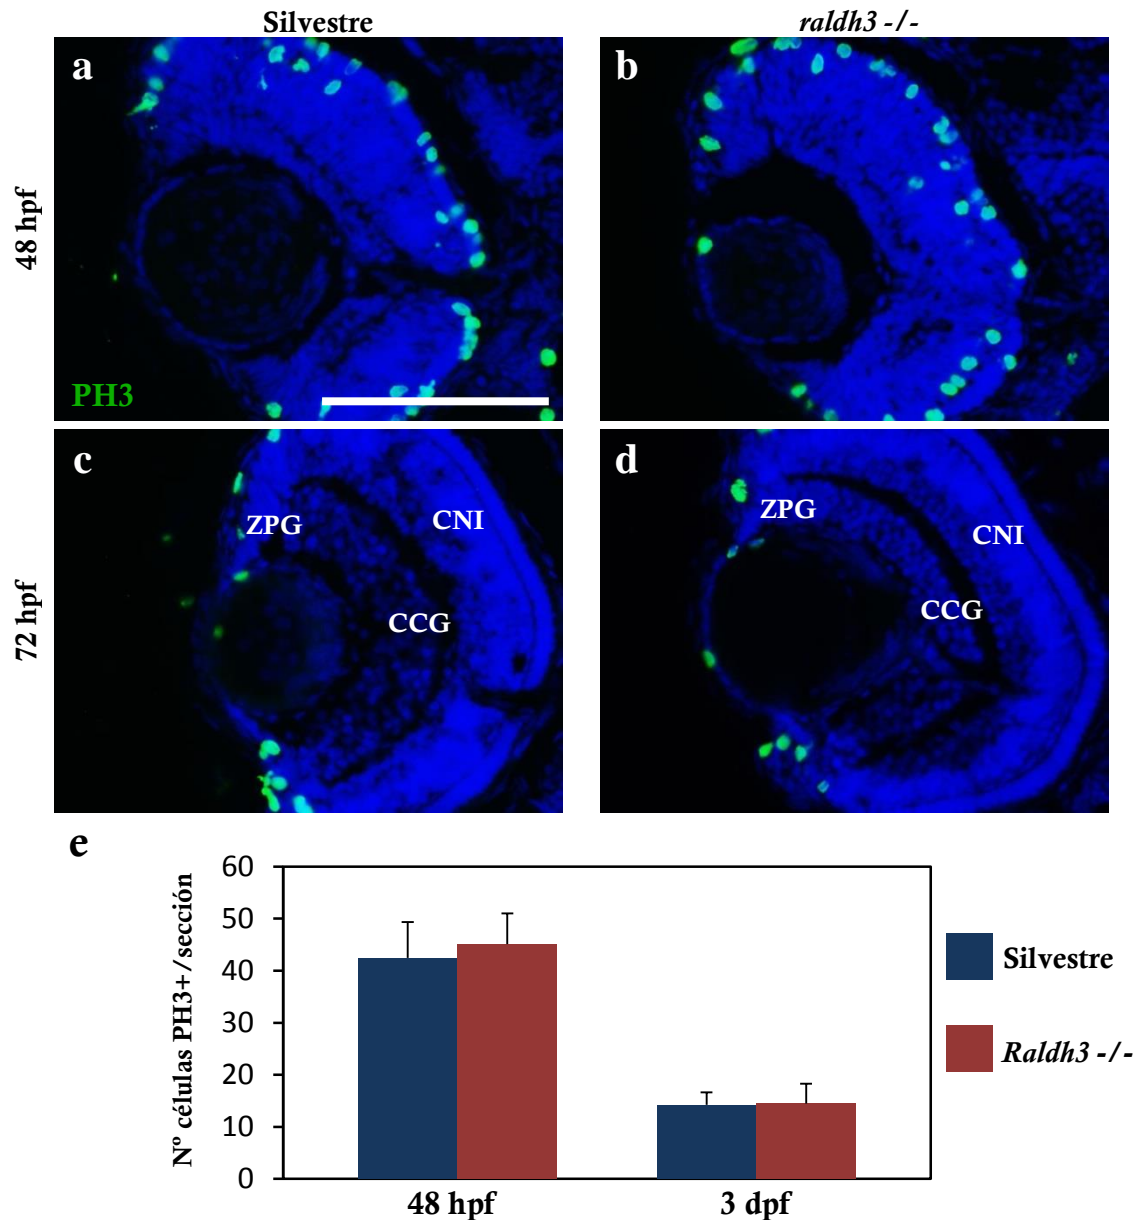 Silvestre
raldh3 -/-
a
b
48 hpf
PH3
c
d
72 hpf
ZPG
CNI
CCG
ZPG
CNI
CCG
e
Nº células PH3+/sección
60
50
40
30
20
10
0
48 hpf
3 dpf
Silvestre
Raldh3 -/-